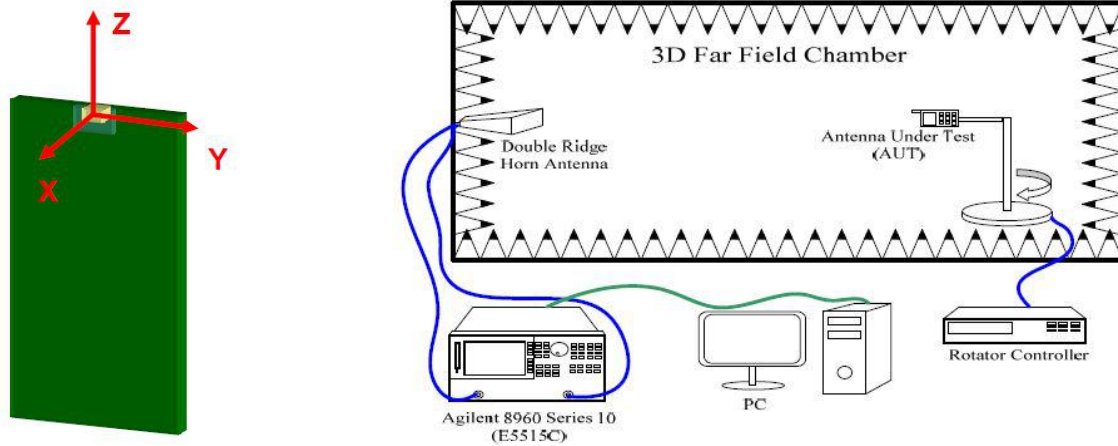 Z
Y
X
3D Far Field Chamber
Double Ridge
Horn Antenna
Antenna Under Test
(AUT)
Agilent 8960 Series 10
(E5515C)
PC
Rotator Controller